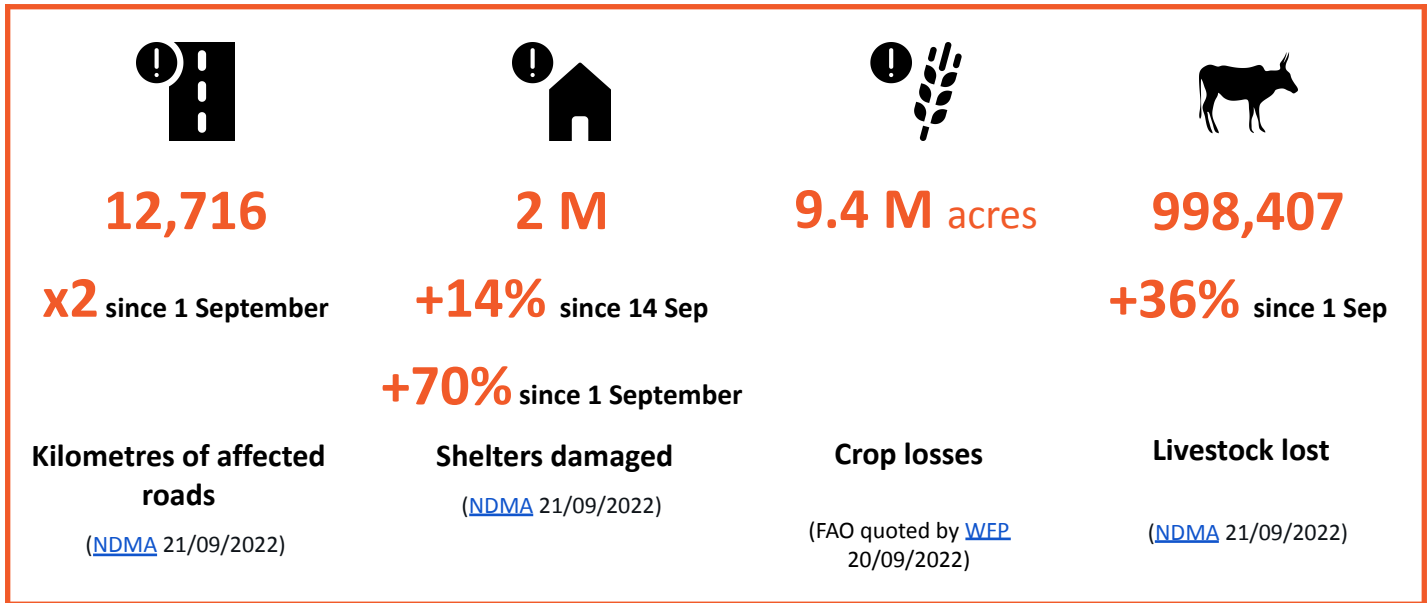 12,716
x2 since 1 September
Kilometres of affected
roads
(NDMA 21/09/2022)
2 M
+14% since 14 Sep
+70% since 1 September
Shelters damaged
(NDMA 21/09/2022)
9.4 M acres
Crop losses
(FAO quoted by WFP
20/09/2022)
998,407
+36% since 1 Sep
Livestock lost
(NDMA 21/09/2022)